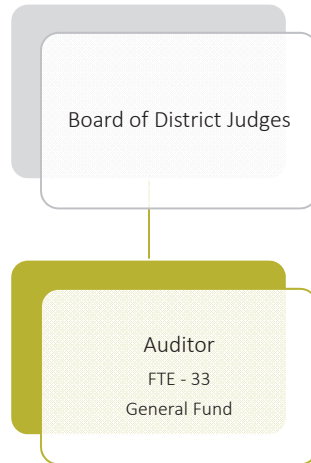 Board of District Judges
Auditor
FTE - 33
General Fund